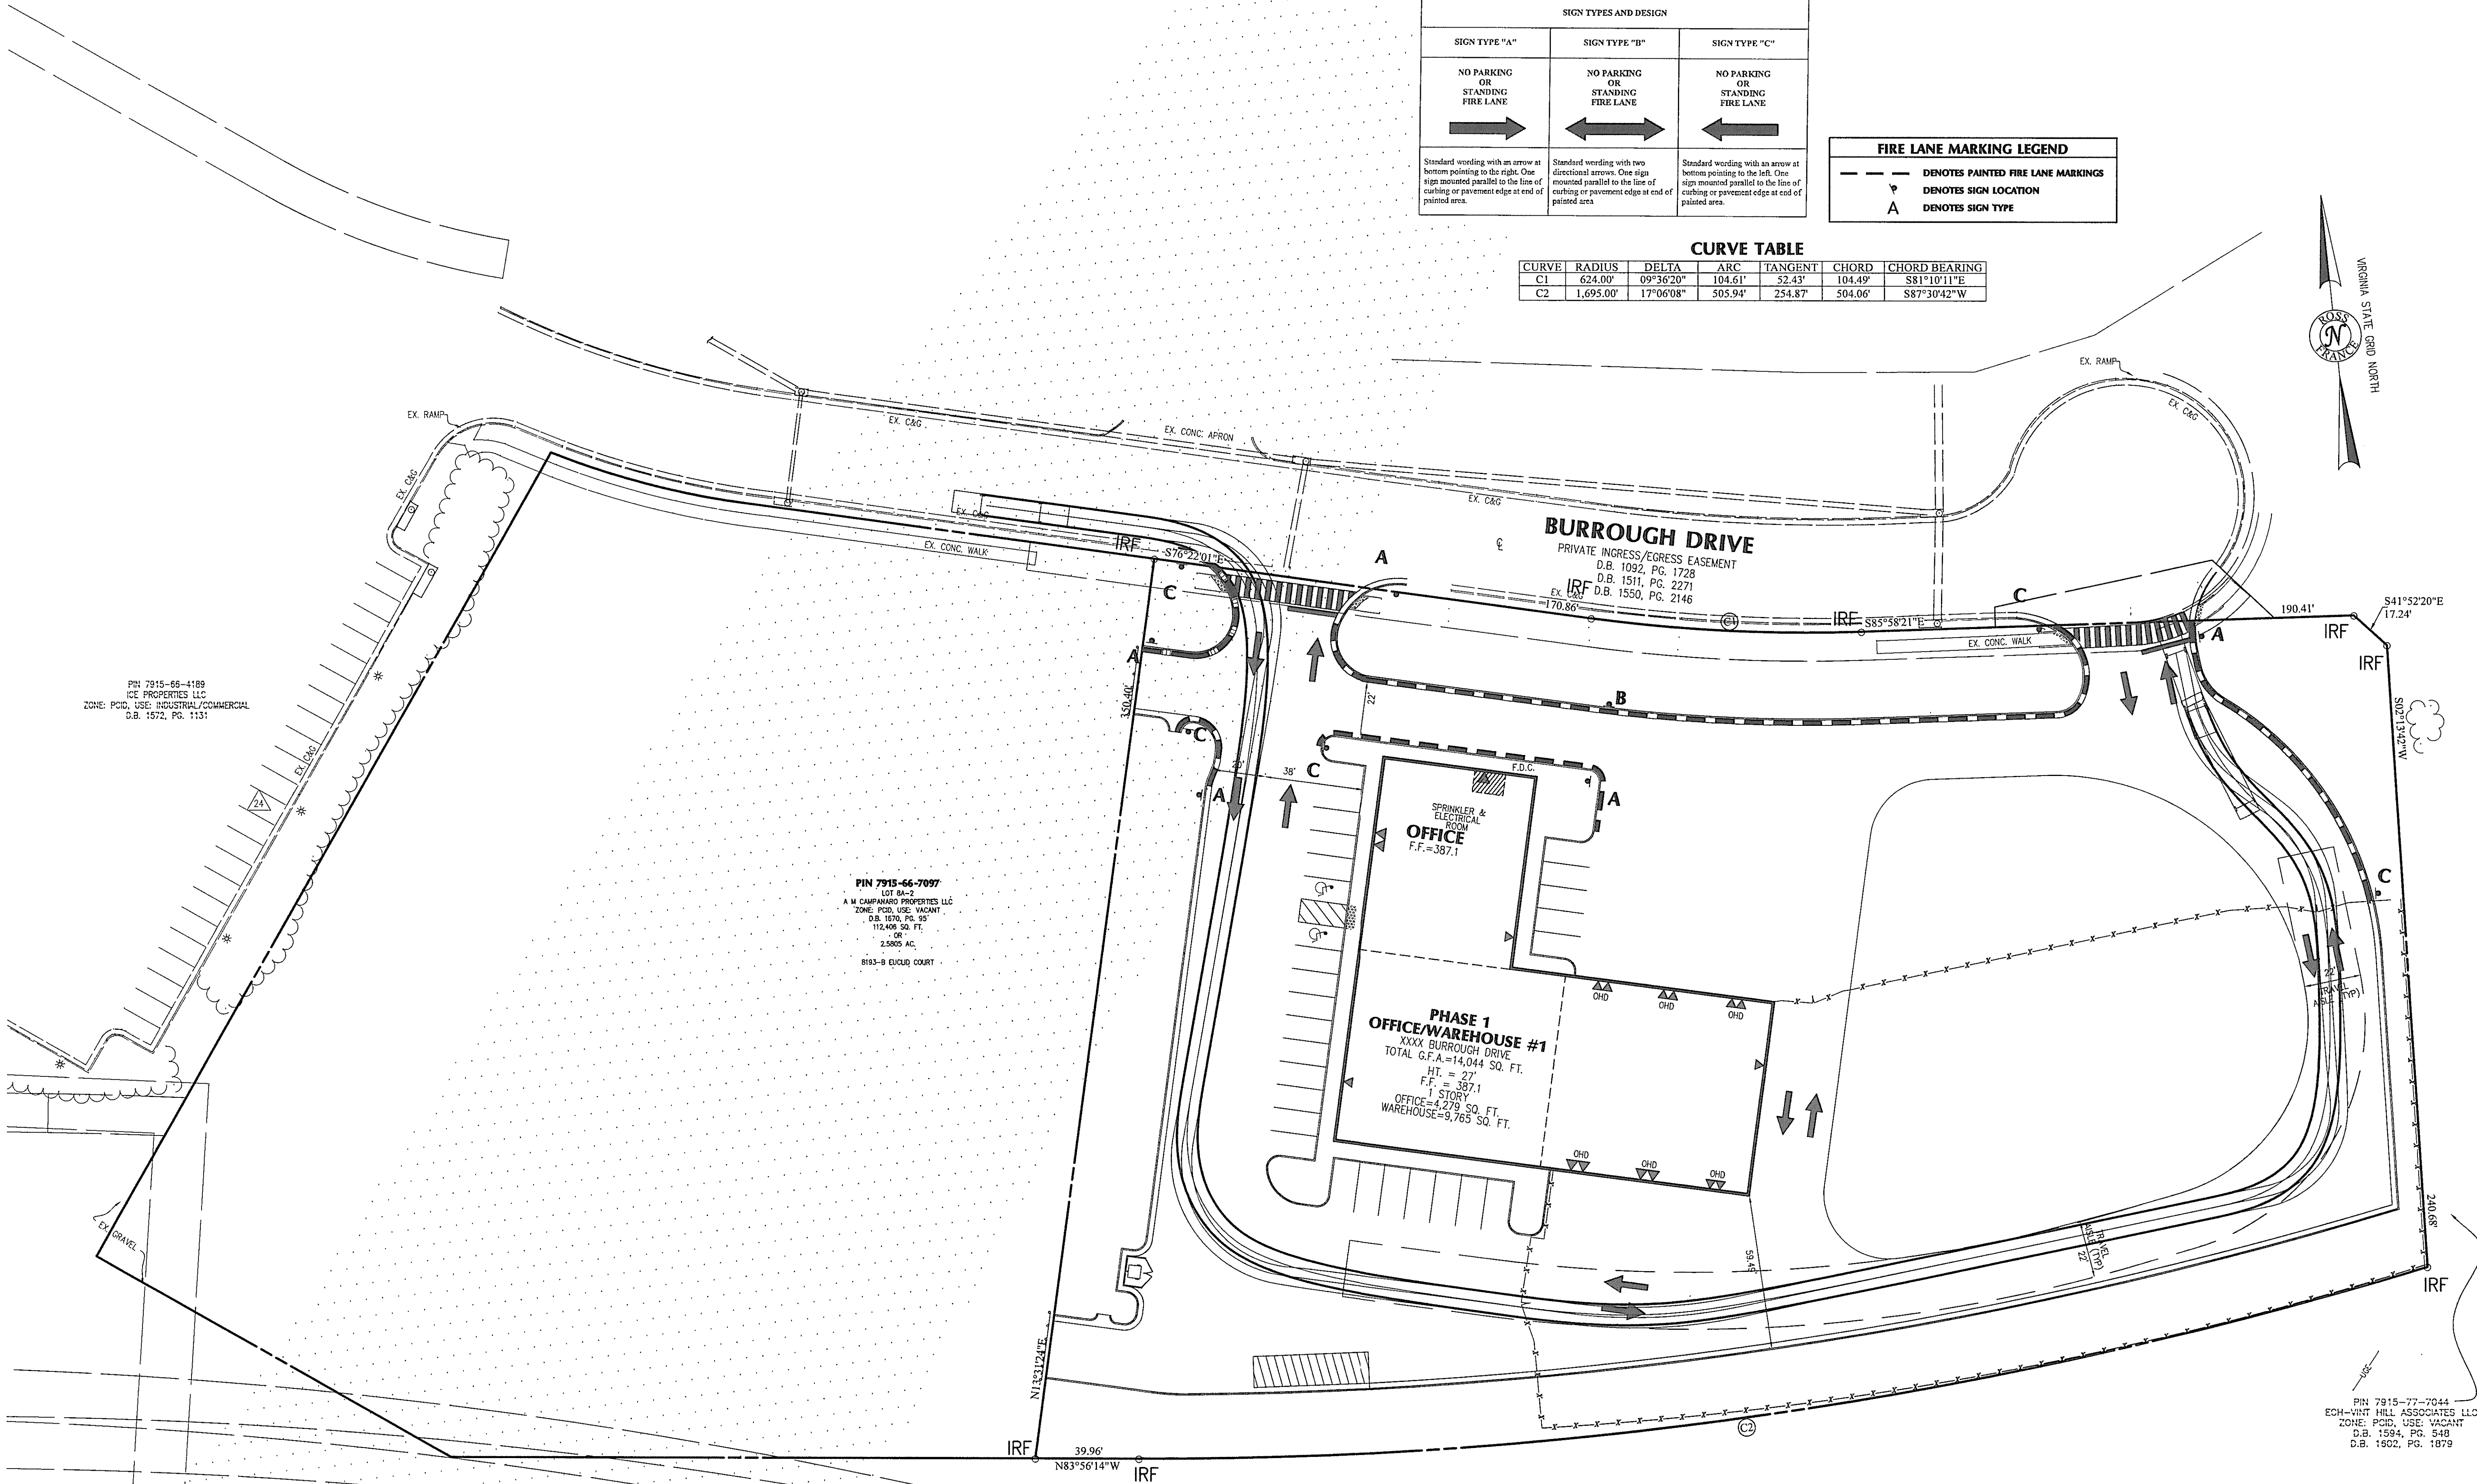 SIGN TYPES AND DESIGN
SIGN TYPE "A"
SIGN TYPE "B"
SIGN TYPE "C"
NO PARKING
OR
STANDING
FIRE LANE
NO PARKING
OR
STANDING
FIRE LANE
NO PARKING
OR
STANDING
FIRE LANE
Standard wording with an arrow at
bottom pointing to the right. One
sign mounted parallel to the line of
curbing or pavement edge at end of
painted area.
Standard wording with two
directional arrows. One sign
mounted parallel to the line of
curbing or pavement edge at end of
painted area
Standard wording with an arrow at
bottom pointing to the left. One
sign mounted parallel to the line of
curbing or pavement edge at end of
painted area.
FIRE LANE MARKING LEGEND
DENOTES PAINTED FIRE LANE MARKINGS
DENOTES SIGN LOCATION
A DENOTES SIGN TYPE
CURVE TABLE
CURVE RADIUS DELTA ARC TANGENT CHORD CHORD BEARING
C1 624.00' 09°36'20" 104.61' 52.43' 104.49' S81°10'11"E
C2 1,695.00' 17°06'08" 505.94' 254.87' 504.06' S87°30'42"W
VIRGINIA STATE GRID NORTH
ROSS
N
FRANCE
EX. RAMP
EX. C&G
EX. RAMP
EX. C&G
EX. C&G
EX. CONC. APRON
EX. C&G
EX. C&G
EX. CONC. WALK
IRF
S76°22'01"E
A
BURROUGH DRIVE
PRIVATE INGRESS/EGRESS EASEMENT
D.B. 1092, PG. 1728
D.B. 1511, PG. 2271
D.B. 1550, PG. 2146
EX. C&G
IRF
170.86'
C1
IRF
S85°58'21"E
C
EX. CONC. WALK
A
190.41'
IRF
S41°52'20"E
17.24'
IRF
S02°13'42"W
C
A
350.40'
C
A
20'
38'
22'
B
C
F.D.C.
A
SPRINKLER &
ELECTRICAL
ROOM
OFFICE
F.F.=387.1
C
PIN 7915-66-4189
ICE PROPERTIES LLC
ZONE: PCID, USE: INDUSTRIAL/COMMERCIAL
D.B. 1572, PG. 1131
EX. C&G
24
PIN 7915-66-7097
LOT 8A-2
A M CAMPANARO PROPERTIES LLC
ZONE: PCID, USE: VACANT
D.B. 1670, PG. 95
112,406 SQ. FT.
OR
2.5805 AC.
8193-B EUCLID COURT
OHD
OHD
OHD
22'
TRAVEL
AISLE (TYP)
PHASE 1
OFFICE/WAREHOUSE #1
XXXX BURROUGH DRIVE
TOTAL G.F.A.=14,044 SQ. FT.
HT. = 27'
F.F. = 387.1
1 STORY
OFFICE=4,279 SQ. FT.
WAREHOUSE=9,765 SQ. FT.
OHD
OHD
OHD
EX. GRAVEL
59.49'
TRAVEL
AISLE (TYP)
22'
240.68'
IRF
N13°31'24"E
UGE
C2
PIN 7915-77-7044
ECH-VINT HILL ASSOCIATES LLC
ZONE: PCID, USE: VACANT
D.B. 1594, PG. 548
D.B. 1602, PG. 1879
IRF
39.96'
N83°56'14"W
IRF